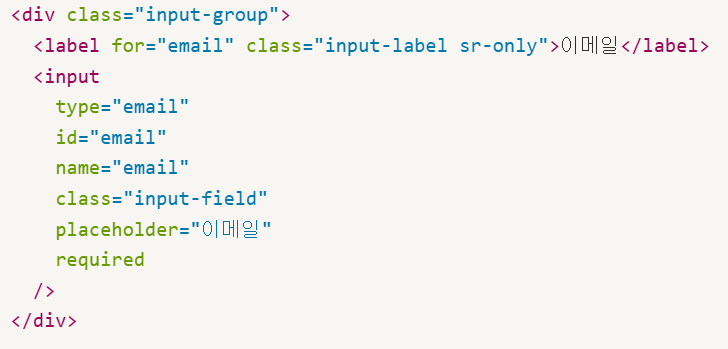 <div class="input-group">
  <label for="email" class="input-label sr-only">이메일</label>
  <input
    type="email"
    id="email"
    name="email"
    class="input-field"
    placeholder="이메일"
    required
  />
</div>